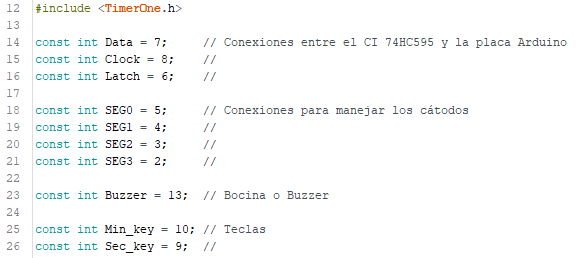 12 #include <TimerOne.h>
13
14 const int Data = 7;     // Conexiones entre el CI 74HC595 y la placa Arduino
15 const int Clock = 8;    //
16 const int Latch = 6;    //
17
18 const int SEG0 = 5;     // Conexiones para manejar los cátodos
19 const int SEG1 = 4;     //
20 const int SEG2 = 3;     //
21 const int SEG3 = 2;     //
22
23 const int Buzzer = 13;  // Bocina o Buzzer
24
25 const int Min_key = 10; // Teclas
26 const int Sec_key = 9;  //